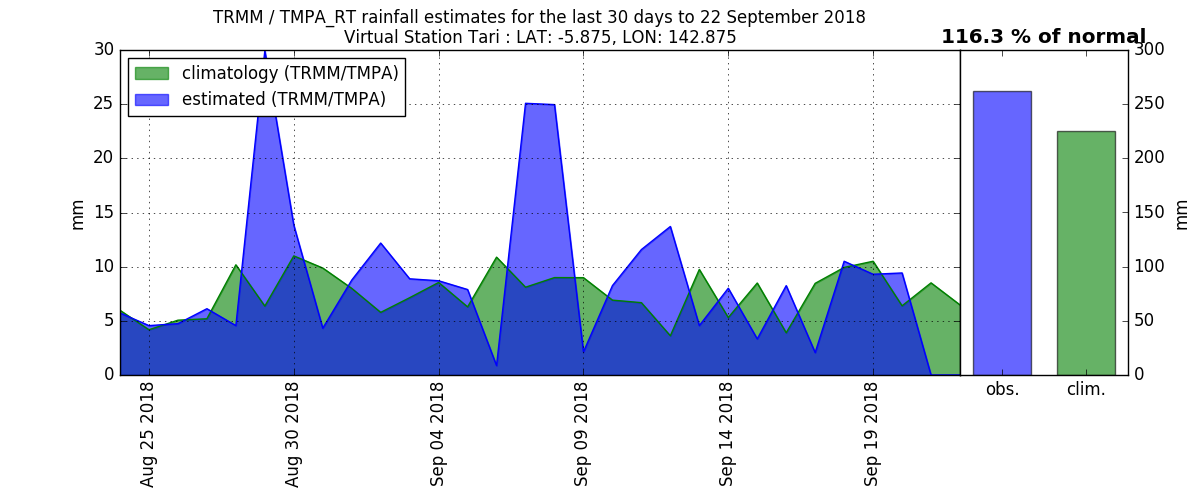 TRMM / TMPA_RT rainfall estimates for the last 30 days to 22 September 2018
Virtual Station Tari : LAT: -5.875, LON: 142.875
116.3 % of normal
climatology (TRMM/TMPA)
estimated (TRMM/TMPA)
30
25
20
15
10
5
0
mm
Aug 25 2018
Aug 30 2018
Sep 04 2018
Sep 09 2018
Sep 14 2018
Sep 19 2018
300
250
200
150
100
50
0
mm
obs.
clim.